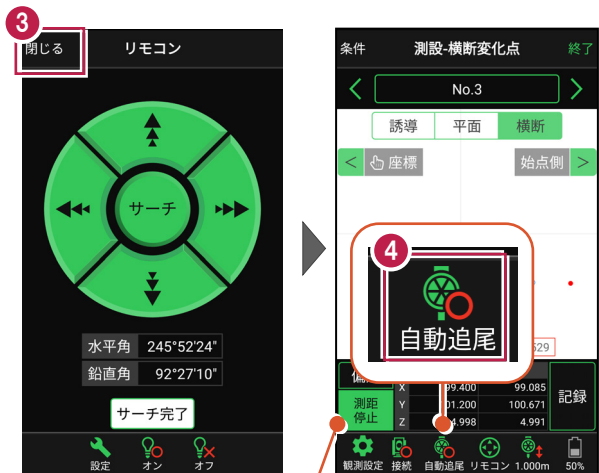 3
閉じる リモコン
サーチ
水平角 245°52'24"
鉛直角 92°27'10"
サーチ完了
設定 オン オフ
条件 測設-横断変化点 終了
No.3
誘導 平面 横断
< 座標 始点側 >
4
自動追尾
529
X 99.085
測距停止 Y 100.671
Z 4.991
記録
観測設定 接続 自動追尾 リモコン 1.000m 50%